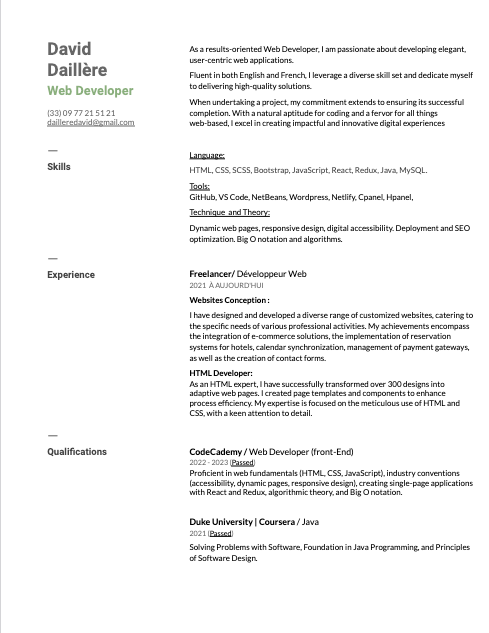 David
Daillère
Web Developer
(33) 09 77 21 51 21
dailleredavid@gmail.com
As a results-oriented Web Developer, I am passionate about developing elegant,
user-centric web applications.
Fluent in both English and French, I leverage a diverse skill set and dedicate myself
to delivering high-quality solutions.
When undertaking a project, my commitment extends to ensuring its successful
completion. With a natural aptitude for coding and a fervor for all things
web-based, I excel in creating impactful and innovative digital experiences
Skills
Language:
HTML, CSS, SCSS, Bootstrap, JavaScript, React, Redux, Java, MySQL.
Tools:
GitHub, VS Code, NetBeans, Wordpress, Netlify, Cpanel, Hpanel,
Technique and Theory:
Dynamic web pages, responsive design, digital accessibility. Deployment and SEO
optimization. Big O notation and algorithms.
Experience
Freelancer/ Développeur Web
2021 À AUJOURD'HUI
Websites Conception :
I have designed and developed a diverse range of customized websites, catering to
the specific needs of various professional activities. My achievements encompass
the integration of e-commerce solutions, the implementation of reservation
systems for hotels, calendar synchronization, management of payment gateways,
as well as the creation of contact forms.
HTML Developer:
As an HTML expert, I have successfully transformed over 300 designs into
adaptive web pages. I created page templates and components to enhance
process efficiency. My expertise is focused on the meticulous use of HTML and
CSS, with a keen attention to detail.
Qualifications
CodeCademy / Web Developer (front-End)
2022 - 2023 (Passed)
Proficient in web fundamentals (HTML, CSS, JavaScript), industry conventions
(accessibility, dynamic pages, responsive design), creating single-page applications
with React and Redux, algorithmic theory, and Big O notation.
Duke University | Coursera / Java
2021 (Passed)
Solving Problems with Software, Foundation in Java Programming, and Principles
of Software Design.